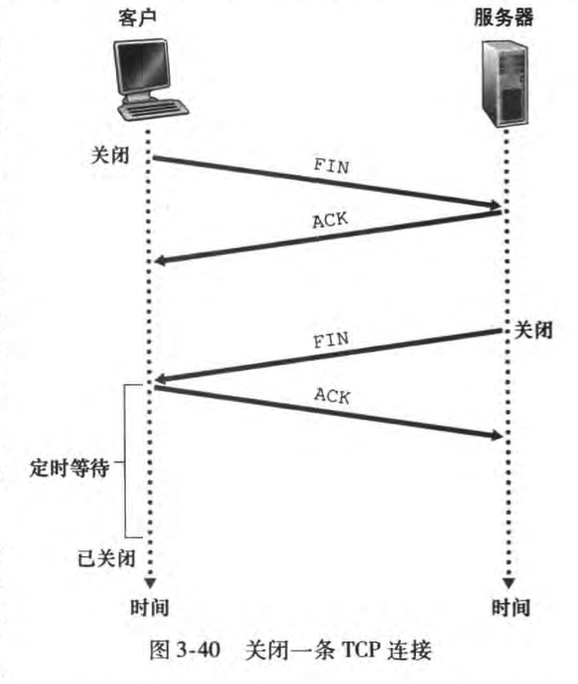 客户
服务器
关闭
FIN
ACK
FIN
关闭
ACK
定时等待
已关闭
时间
时间
图 3-40 关闭一条 TCP 连接